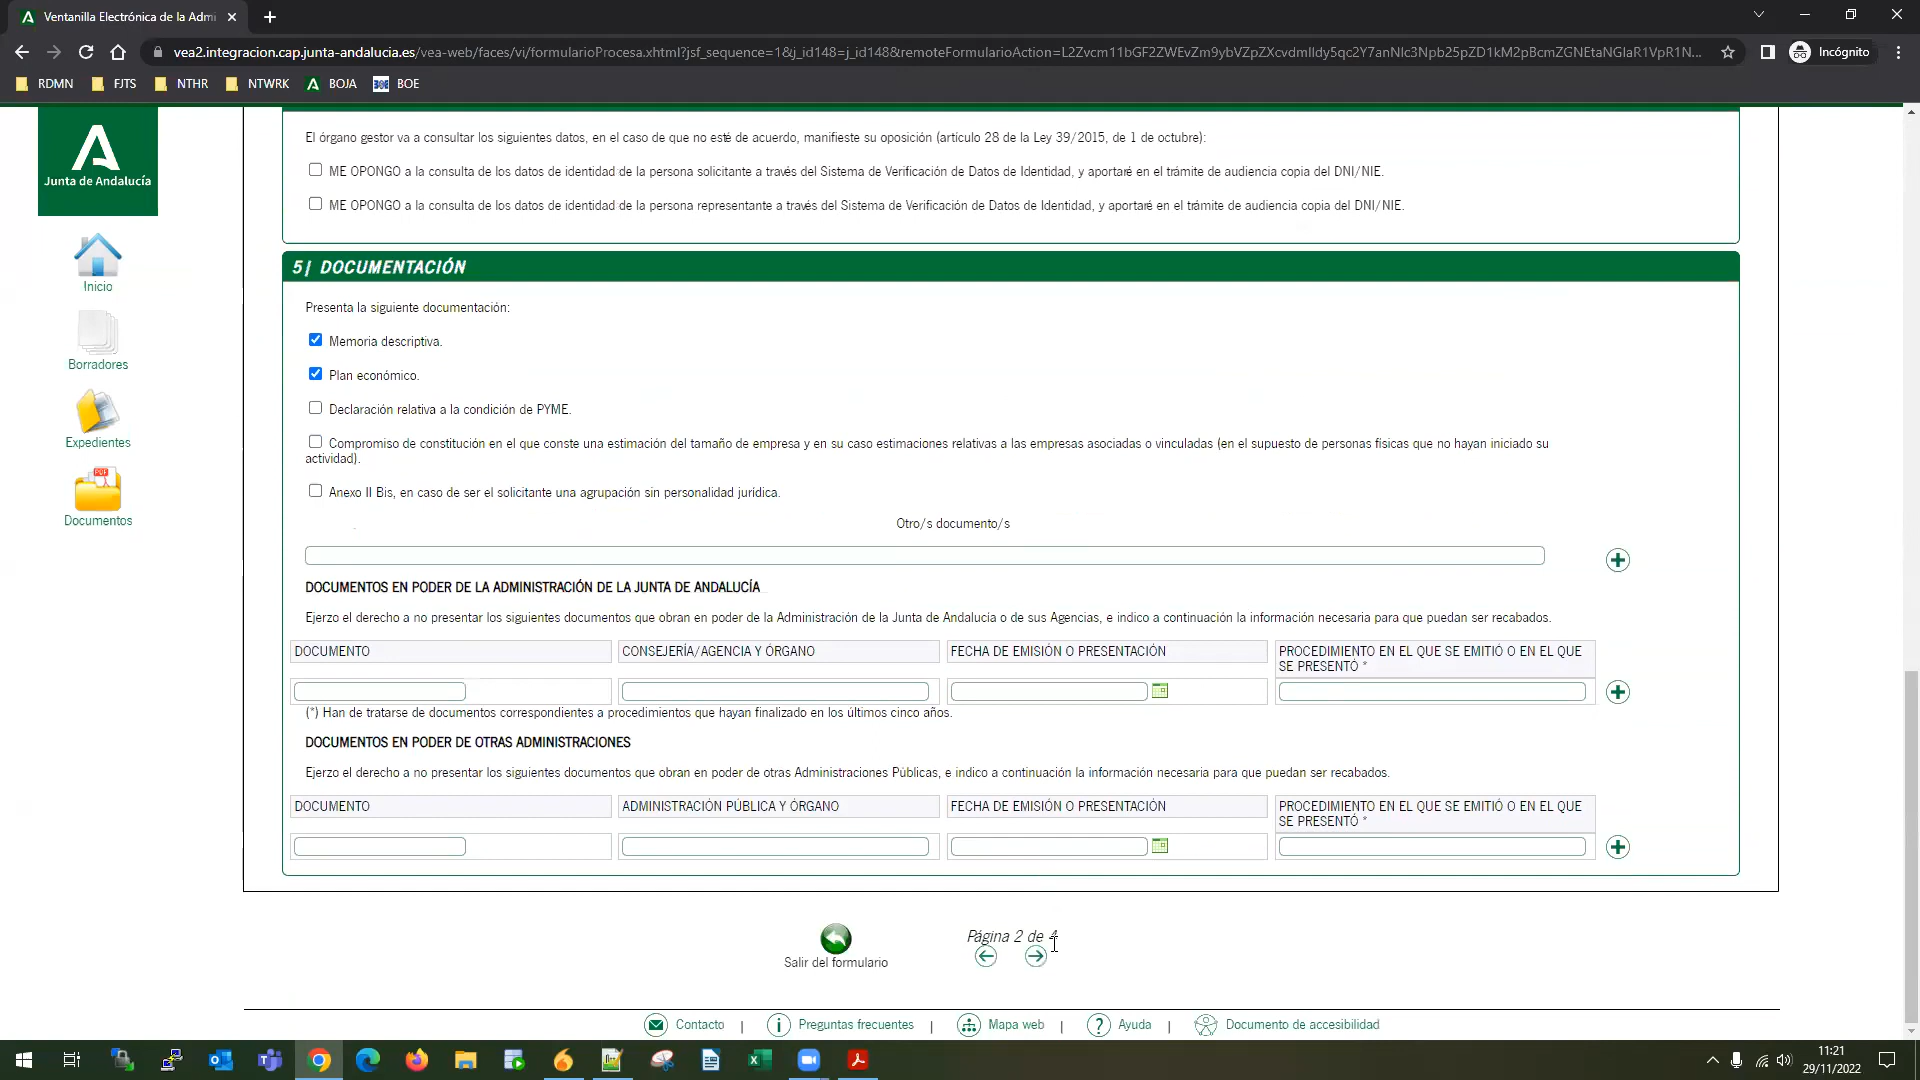 Ventanilla Electrónica de la Admi
vea2.integracion.cap.junta-andalucia.es/vea-web/faces/vi/formularioProcesa.xhtml?jsf_sequence=1&j_id148=j_id148&remoteFormularioAction=
Incógnito
RDMN
FJTS
NTHR
NTWRK
BOJA
BOE
Junta de Andalucía
Inicio
Borradores
Expedientes
PDF
Documentos
El órgano gestor va a consultar los siguientes datos, en el caso de que no esté de acuerdo, manifieste su oposición (artículo 28 de la Ley 39/2015, de 1 de octubre):
ME OPONGO a la consulta de los datos de identidad de la persona solicitante a través del Sistema de Verificación de Datos de Identidad, y aportaré en el trámite de audiencia copia del DNI/NIE.
ME OPONGO a la consulta de los datos de identidad de la persona representante a través del Sistema de Verificación de Datos de Identidad, y aportaré en el trámite de audiencia copia del DNI/NIE.
5| DOCUMENTACIÓN
Presenta la siguiente documentación:
Memoria descriptiva.
Plan económico.
Declaración relativa a la condición de PYME.
Compromiso de constitución en el que conste una estimación del tamaño de empresa y en su caso estimaciones relativas a las empresas asociadas o vinculadas (en el supuesto de personas físicas que no hayan iniciado su
actividad).
Anexo II Bis, en caso de ser el solicitante una agrupación sin personalidad jurídica.
Otro/s documento/s
DOCUMENTOS EN PODER DE LA ADMINISTRACIÓN DE LA JUNTA DE ANDALUCÍA
Ejerzo el derecho a no presentar los siguientes documentos que obran en poder de la Administración de la Junta de Andalucia o de sus Agencias, e indico a continuación la información necesaria para que puedan ser recabados.
DOCUMENTO
CONSEJERÍA/AGENCIA Y ÓRGANO
FECHA DE EMISIÓN O PRESENTACIÓN
PROCEDIMIENTO EN EL QUE SE EMITIÓ O EN EL QUE
SE PRESENTÓ *
(*) Han de tratarse de documentos correspondientes a procedimientos que hayan finalizado en los últimos cinco años.
DOCUMENTOS EN PODER DE OTRAS ADMINISTRACIONES
Ejerzo el derecho a no presentar los siguientes documentos que obran en poder de otras Administraciones Públicas, e indico a continuación la información necesaria para que puedan ser recabados.
DOCUMENTO
ADMINISTRACIÓN PÚBLICA Y ÓRGANO
FECHA DE EMISIÓN O PRESENTACIÓN
PROCEDIMIENTO EN EL QUE SE EMITIÓ O EN EL QUE
SE PRESENTÓ *
Salir del formulario
Página 2 de 4
Contacto |
Preguntas frecuentes |
Mapa web |
Ayuda |
Documento de accesibilidad
11:21
29/11/2022